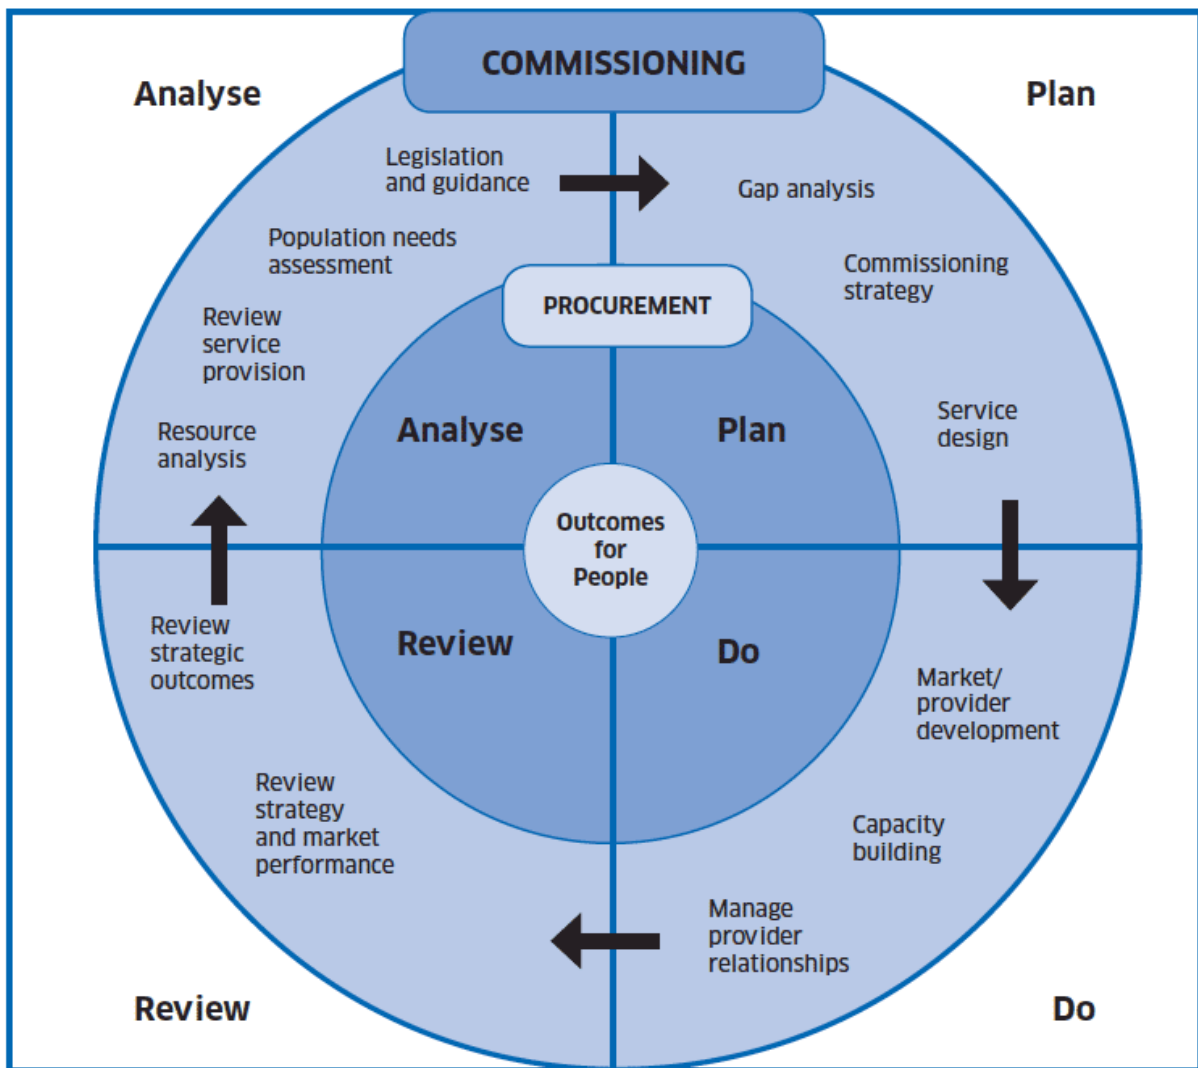 COMMISSIONING
Analyse
Plan
Legislation
and guidance
Gap analysis
Population needs
assessment
Commissioning
strategy
Review
service
provision
PROCUREMENT
Resource
analysis
Analyse
Plan
Service
design
Outcomes
for
People
Review
strategic
outcomes
Review
Do
Market/
provider
development
Review
strategy
and market
performance
Capacity
building
Manage
provider
relationships
Review
Do